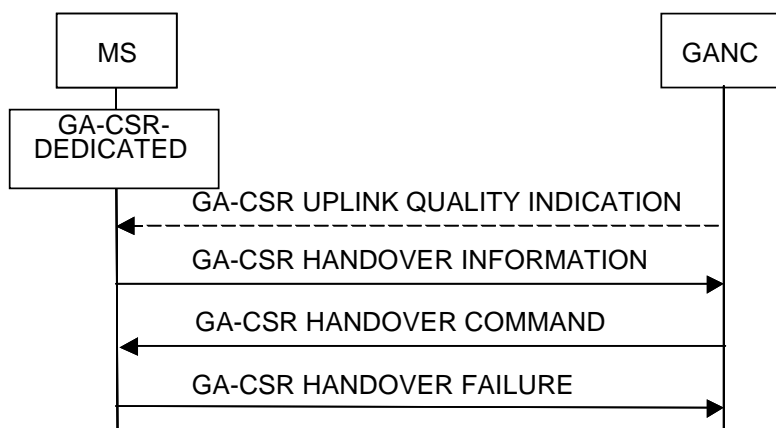 MS
GANC
GA-CSR-
DEDICATED
GA-CSR UPLINK QUALITY INDICATION
GA-CSR HANDOVER INFORMATION
GA-CSR HANDOVER COMMAND
GA-CSR HANDOVER FAILURE